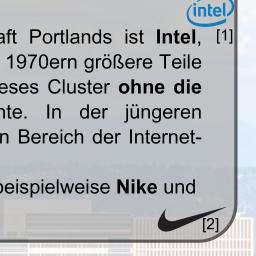 intel
aft Portlands ist Intel, [1]
1970ern größere Teile
ieses Cluster ohne die
nte. In der jüngeren
n Bereich der Internet-
beispielweise Nike und
[2]